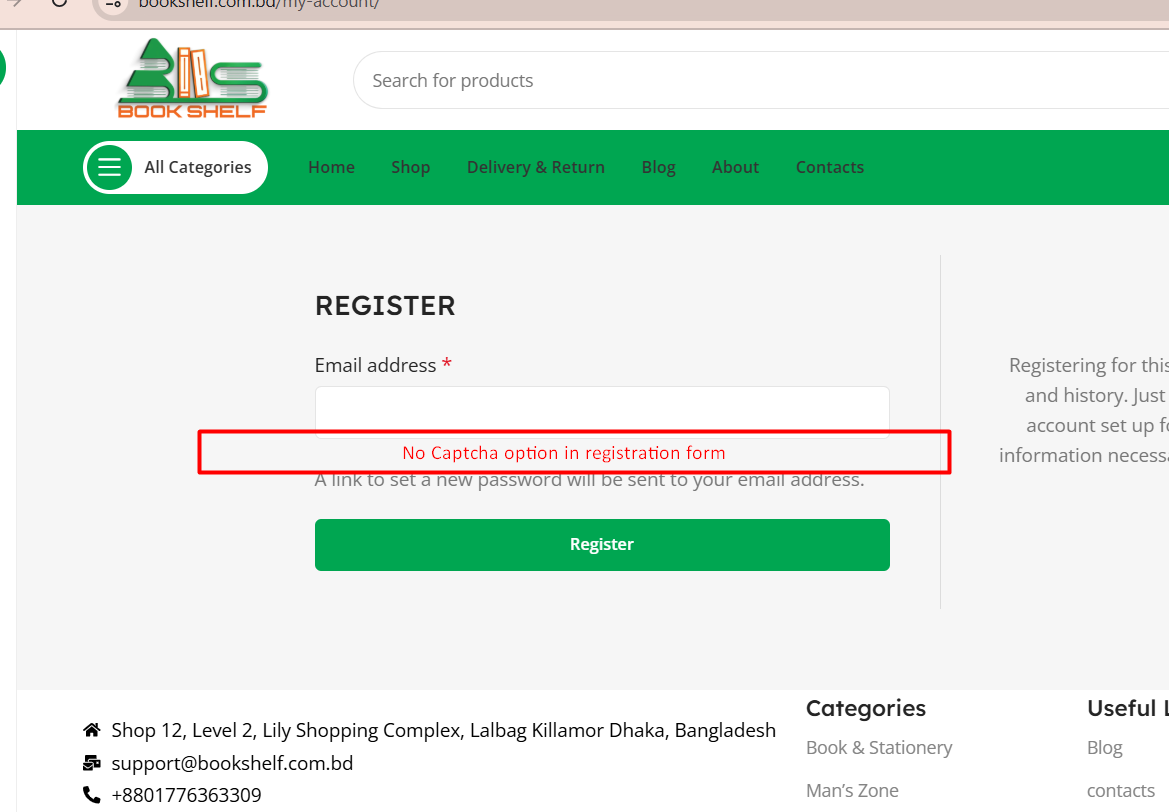 bookshelf.com.bd/my-account/
BOOK SHELF
Search for products
All Categories
Home
Shop
Delivery & Return
Blog
About
Contacts
REGISTER
Email address *
No Captcha option in registration form
A link to set a new password will be sent to your email address.
Register
Registering for this
and history. Just
account set up fo
information necessa
Shop 12, Level 2, Lily Shopping Complex, Lalbag Killamor Dhaka, Bangladesh
support@bookshelf.com.bd
+8801776363309
Categories
Book & Stationery
Man's Zone
Useful L
Blog
contacts